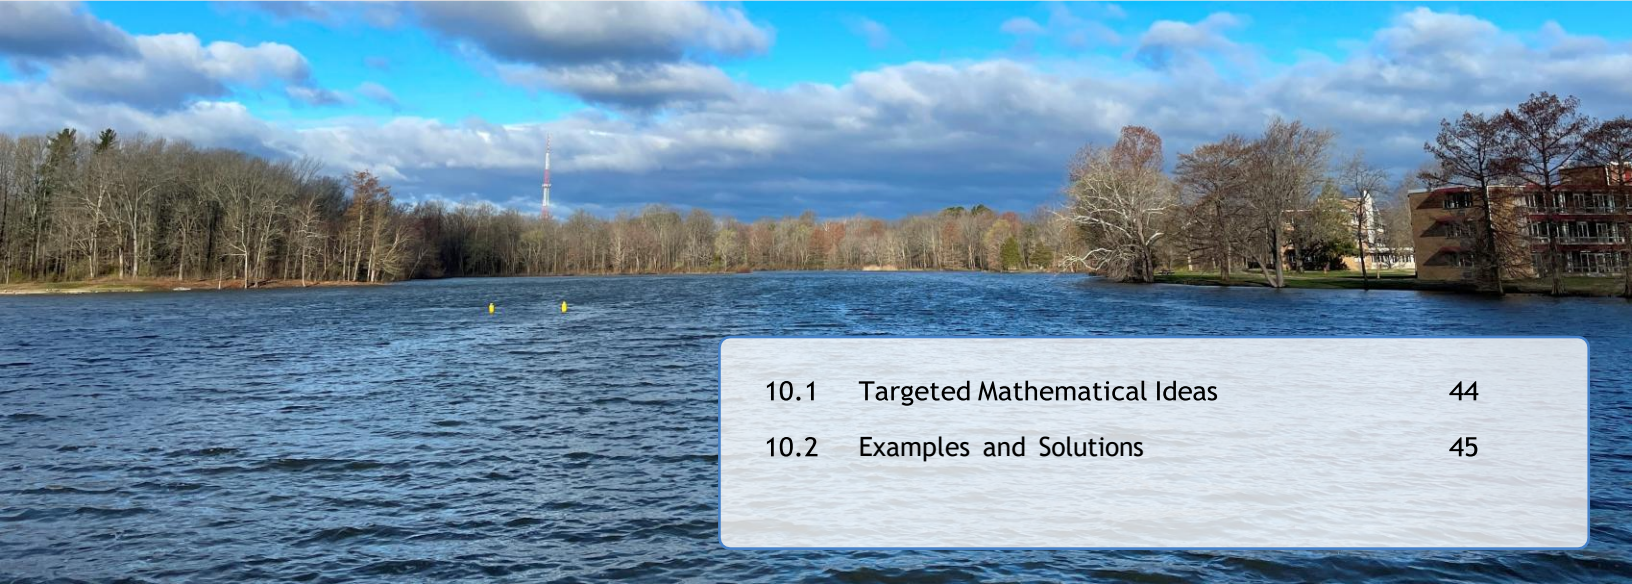 10.1 Targeted Mathematical Ideas 44
10.2 Examples and Solutions 45